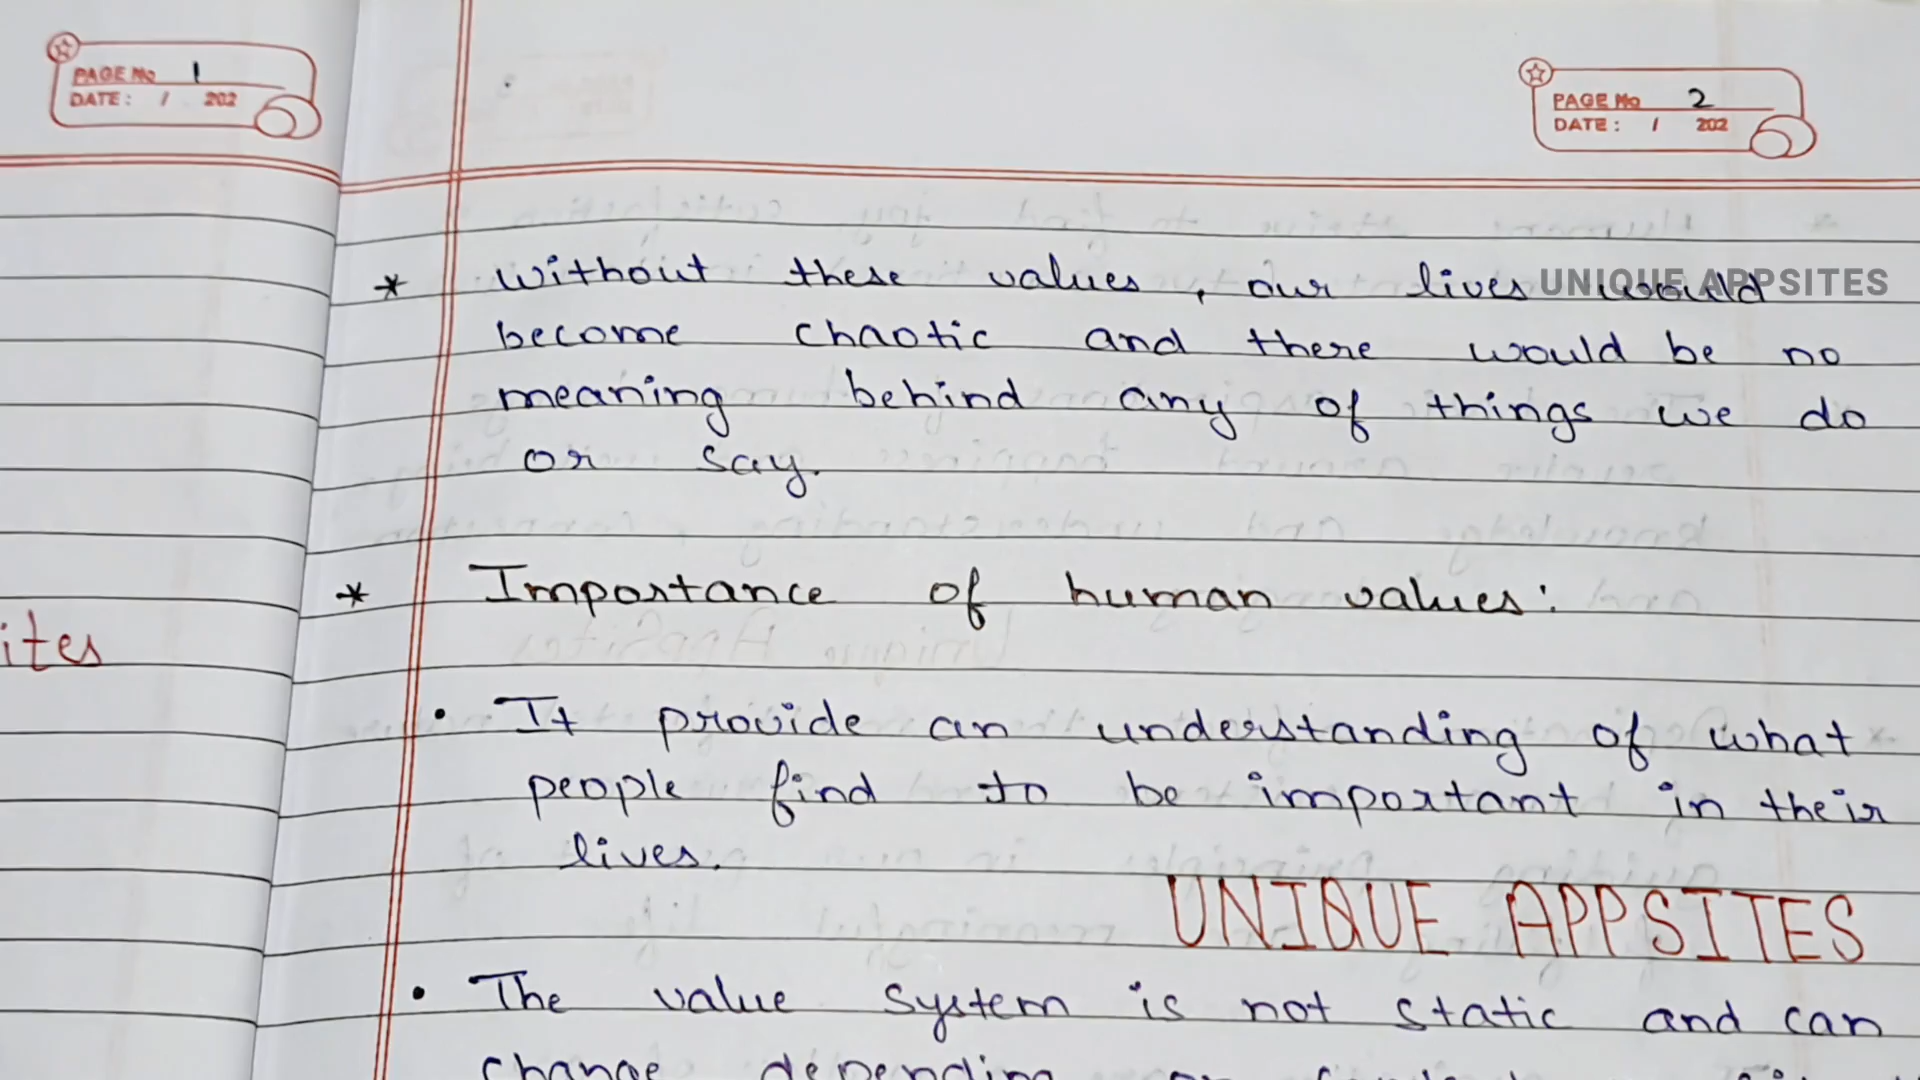 PAGE No 1
DATE: / 202
PAGE No 2
DATE: / 202
* without these values, our lives would
UNIQUE APPSITES
become chaotic and there would be no
meaning behind any of things we do
or say.
* Importance of human values:
ites
• It provide an understanding of what
people find to be important in their
lives.
UNIQUE APPSITES
• The value system is not static and can
change depending on